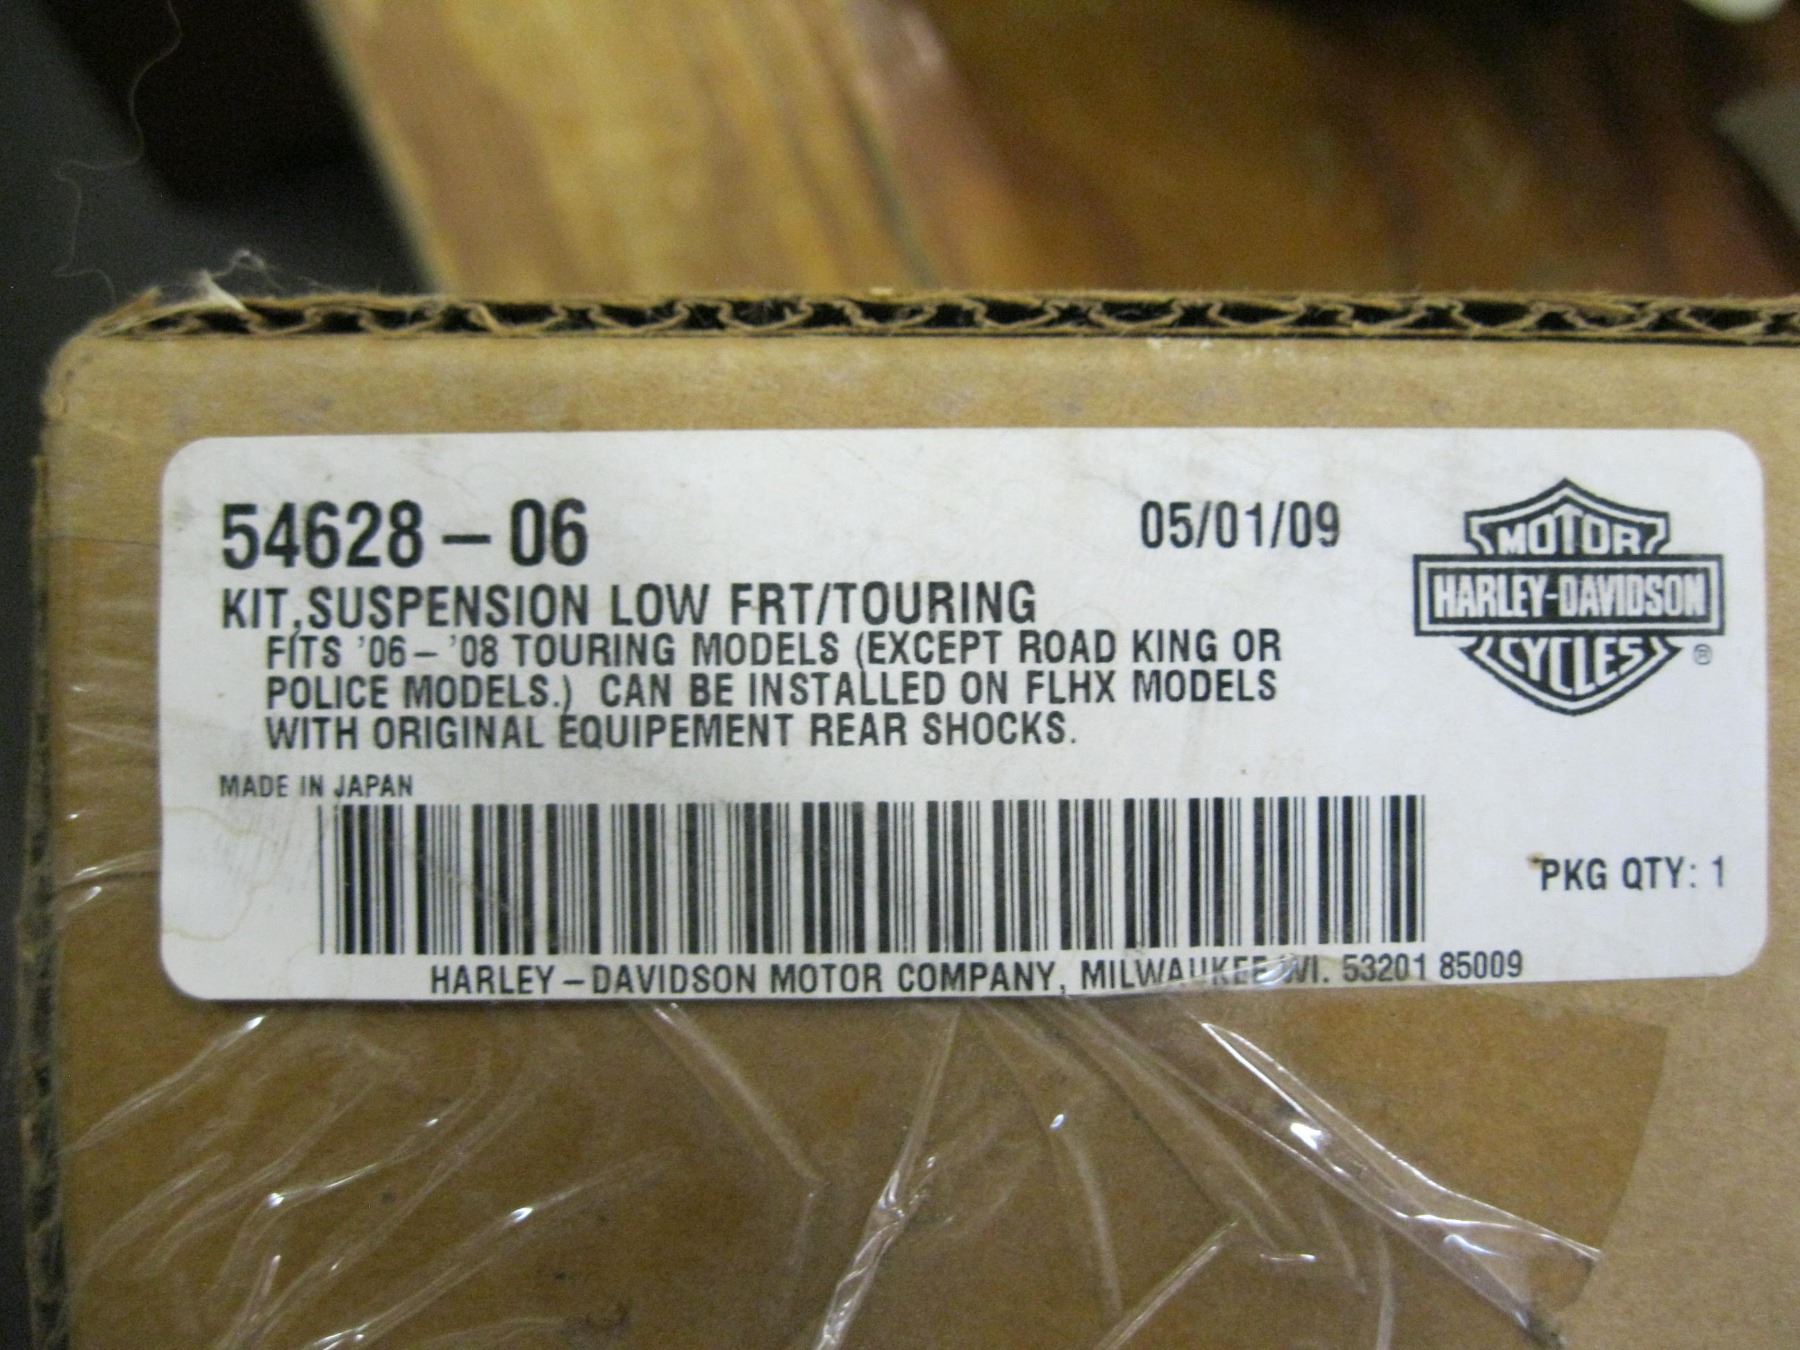 54628-06
05/01/09
KIT,SUSPENSION LOW FRT/TOURING
FITS '06-'08 TOURING MODELS (EXCEPT ROAD KING OR
POLICE MODELS.) CAN BE INSTALLED ON FLHX MODELS
WITH ORIGINAL EQUIPEMENT REAR SHOCKS.
MADE IN JAPAN
MOTOR
HARLEY-DAVIDSON
CYCLES
®
PKG QTY: 1
HARLEY-DAVIDSON MOTOR COMPANY, MILWAUKEE WI. 53201 85009